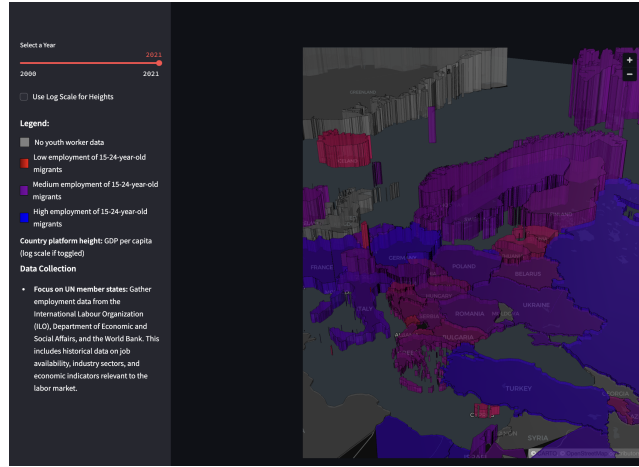 Select a Year
2021
2000
2021
Use Log Scale for Heights
Legend:
No youth worker data
Low employment of 15-24-year-old
migrants
Medium employment of 15-24-year-old
migrants
High employment of 15-24-year-old
migrants
Country platform height: GDP per capita
(log scale if toggled)
Data Collection
• Focus on UN member states: Gather
employment data from the
International Labour Organization
(ILO), Department of Economic and
Social Affairs, and the World Bank. This
includes historical data on job
availability, industry sectors, and
economic indicators relevant to the
labor market.
+
−
FRANCE
GERMANY
POLAND
BELARUS
UKRAINE
HUNGARY
ROMANIA
ITALY
SERBIA
BULGARIA
TURKEY
SYRIA